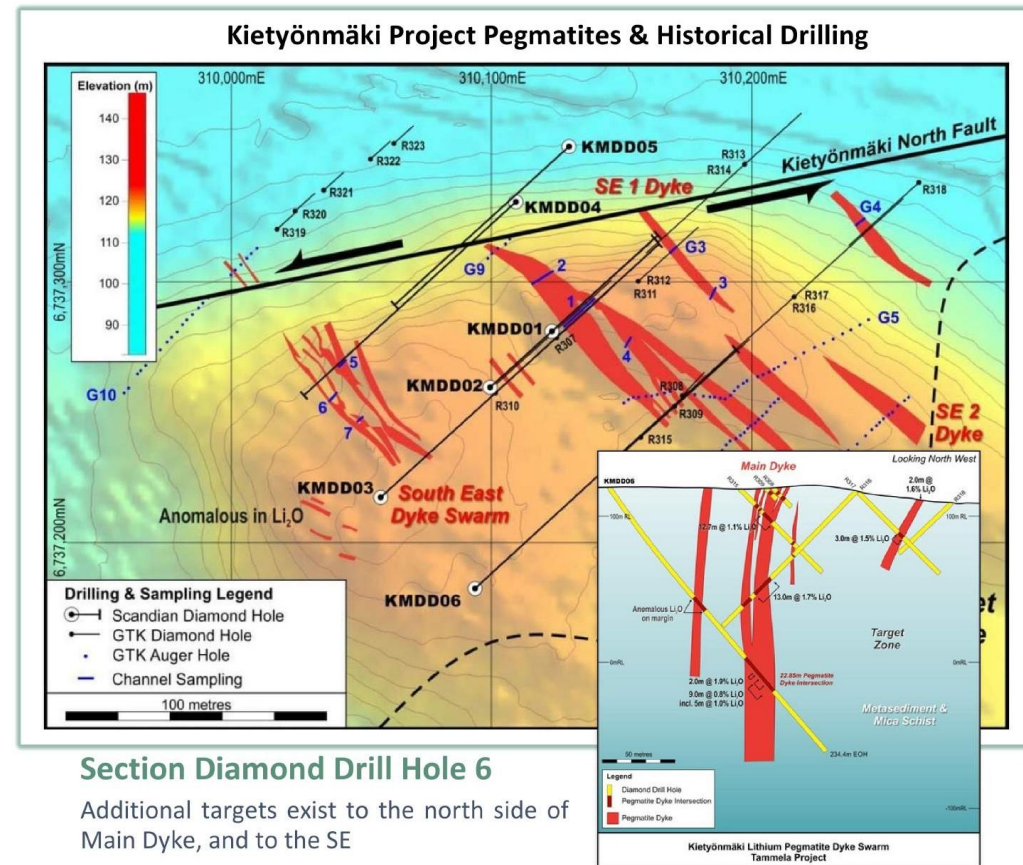 Kietyönmäki Project Pegmatites & Historical Drilling
Elevation (m)
140
130
120
110
100
90
310,000mE
310,100mE
310,200mE
6,737,300mN
6,737,200mN
R323
R322
R321
R320
R319
KMDD05
KMDD04
SE 1 Dyke
R313
R314
Kietyönmäki North Fault
R318
G4
G9
2
G3
3
R312
R311
R317
R316
G5
1
KMDD01
R307
4
G10
5
6
7
KMDD02
R310
R308
R309
R315
SE 2
Dyke
KMDD03
South East
Dyke Swarm
Anomalous in Li₂O
KMDD06
Drilling & Sampling Legend
Scandian Diamond Hole
GTK Diamond Hole
GTK Auger Hole
Channel Sampling
100 metres
Looking North West
Main Dyke
KMDD06
R315
R309
R308
R317
R316
R318
2.0m @
1.6% Li₂O
100m RL
100m RL
12.7m @ 1.1% Li₂O
3.0m @ 1.5% Li₂O
13.0m @ 1.7% Li₂O
Anomalous Li₂O
on margin
Target
Zone
0mRL
0mRL
22.85m Pegmatite
Dyke Intersection
2.0m @ 1.9% Li₂O
9.0m @ 0.8% Li₂O
incl. 5m @ 1.0% Li₂O
Metasediment &
Mica Schist
50 metres
234.4m EOH
Legend
Diamond Drill Hole
Pegmatite Dyke Intersection
Pegmatite Dyke
-100mRL
Kietyönmäki Lithium Pegmatite Dyke Swarm
Tammela Project
Section Diamond Drill Hole 6
Additional targets exist to the north side of
Main Dyke, and to the SE